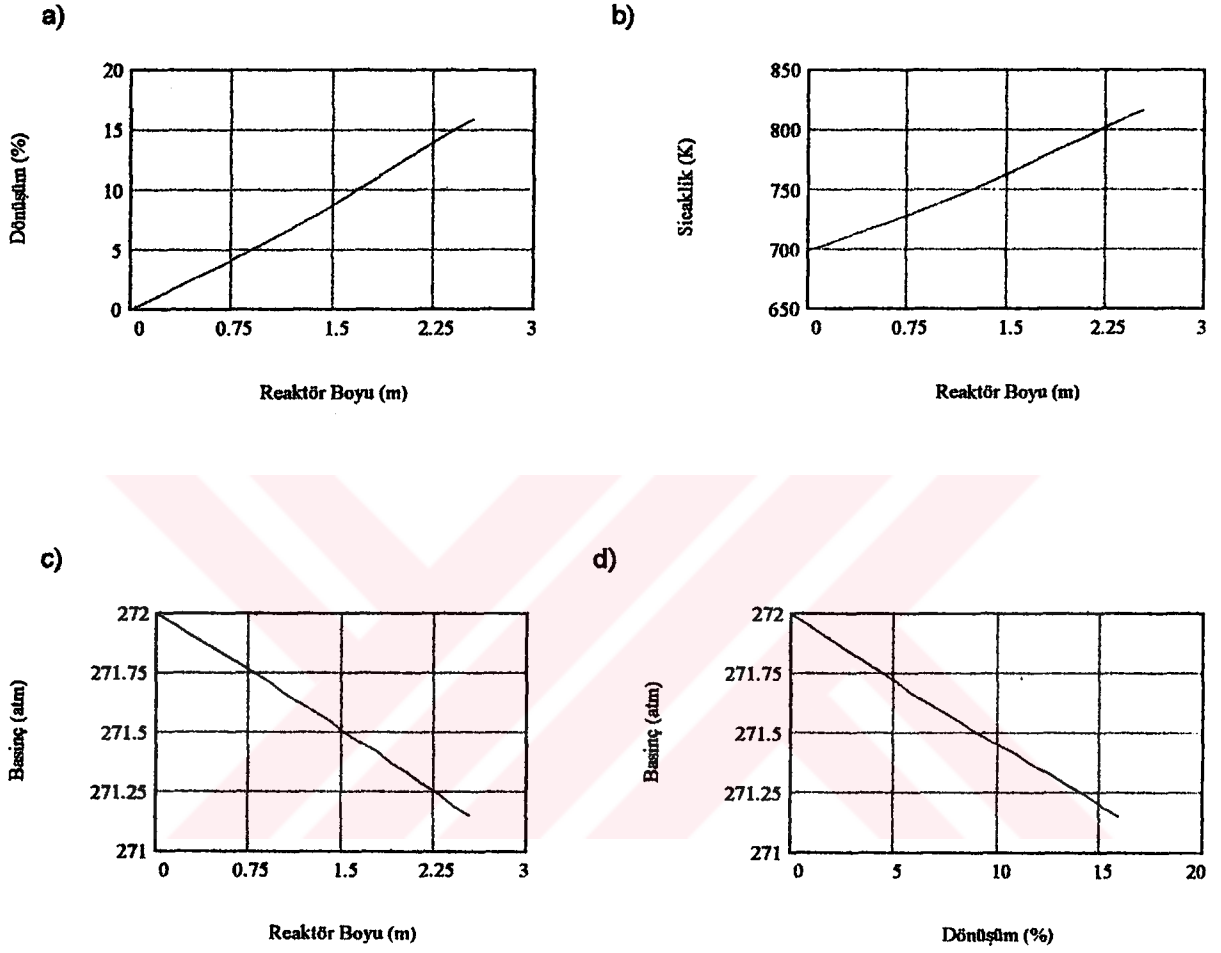 a)
20
15
10
5
0
0 0.75 1.5 2.25 3
Dönüşüm (%)
Reaktör Boyu (m)
b)
850
800
750
700
650
0 0.75 1.5 2.25 3
Sicaklik (K)
Reaktör Boyu (m)
c)
272
271.75
271.5
271.25
271
0 0.75 1.5 2.25 3
Basinç (atm)
Reaktör Boyu (m)
d)
272
271.75
271.5
271.25
271
0 5 10 15 20
Basinç (atm)
Dönüşüm (%)